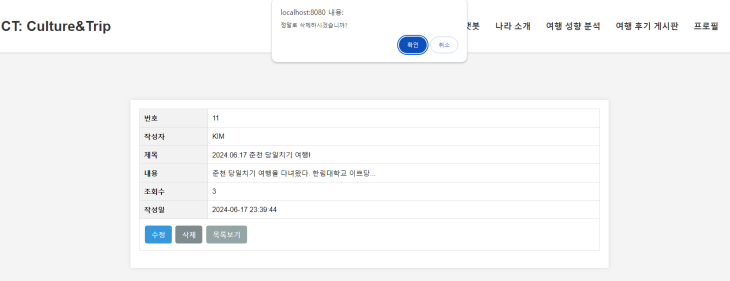 localhost:8080 내용:
정말로 삭제하시겠습니까?
확인 취소
CT: Culture&Trip
나라 소개 여행 성향 분석 여행 후기 게시판 프로필
번호 11
작성자 KIM
제목 2024.06.17 춘천 당일치기 여행!
내용 춘천 당일치기 여행을 다녀왔다. 한림대학교 이쁘당...
조회수 3
작성일 2024-06-17 23:39:44
수정 삭제 목록보기